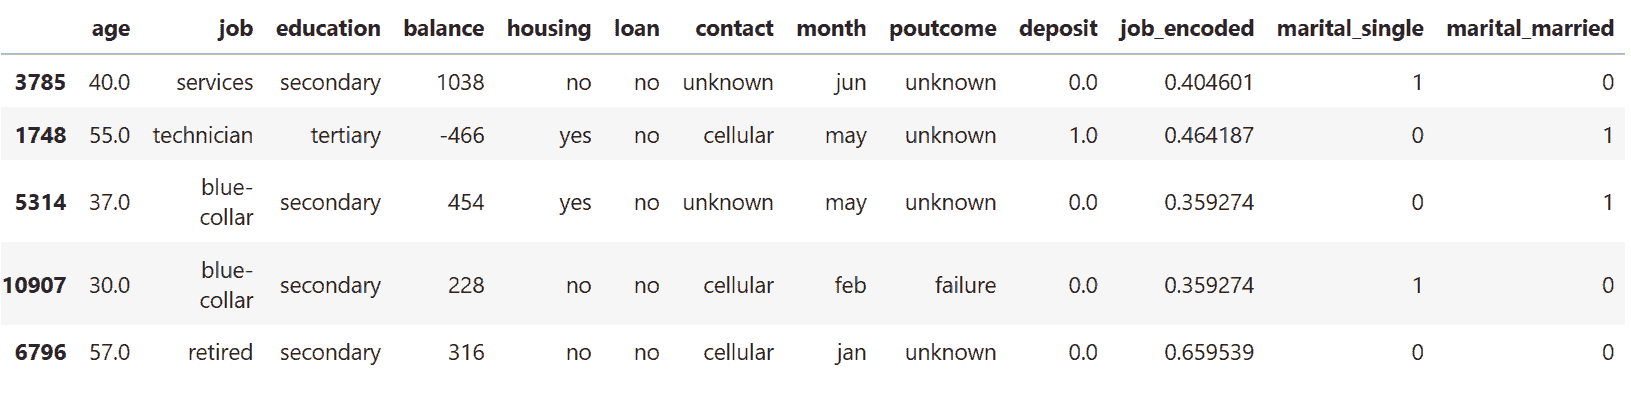 age job education balance housing loan contact month poutcome deposit job_encoded marital_single marital_married
3785 40.0 services secondary 1038 no no unknown jun unknown 0.0 0.404601 1 0
1748 55.0 technician tertiary -466 yes no cellular may unknown 1.0 0.464187 0 1
5314 37.0 blue-collar secondary 454 yes no unknown may unknown 0.0 0.359274 0 1
10907 30.0 blue-collar secondary 228 no no cellular feb failure 0.0 0.359274 1 0
6796 57.0 retired secondary 316 no no cellular jan unknown 0.0 0.659539 0 0